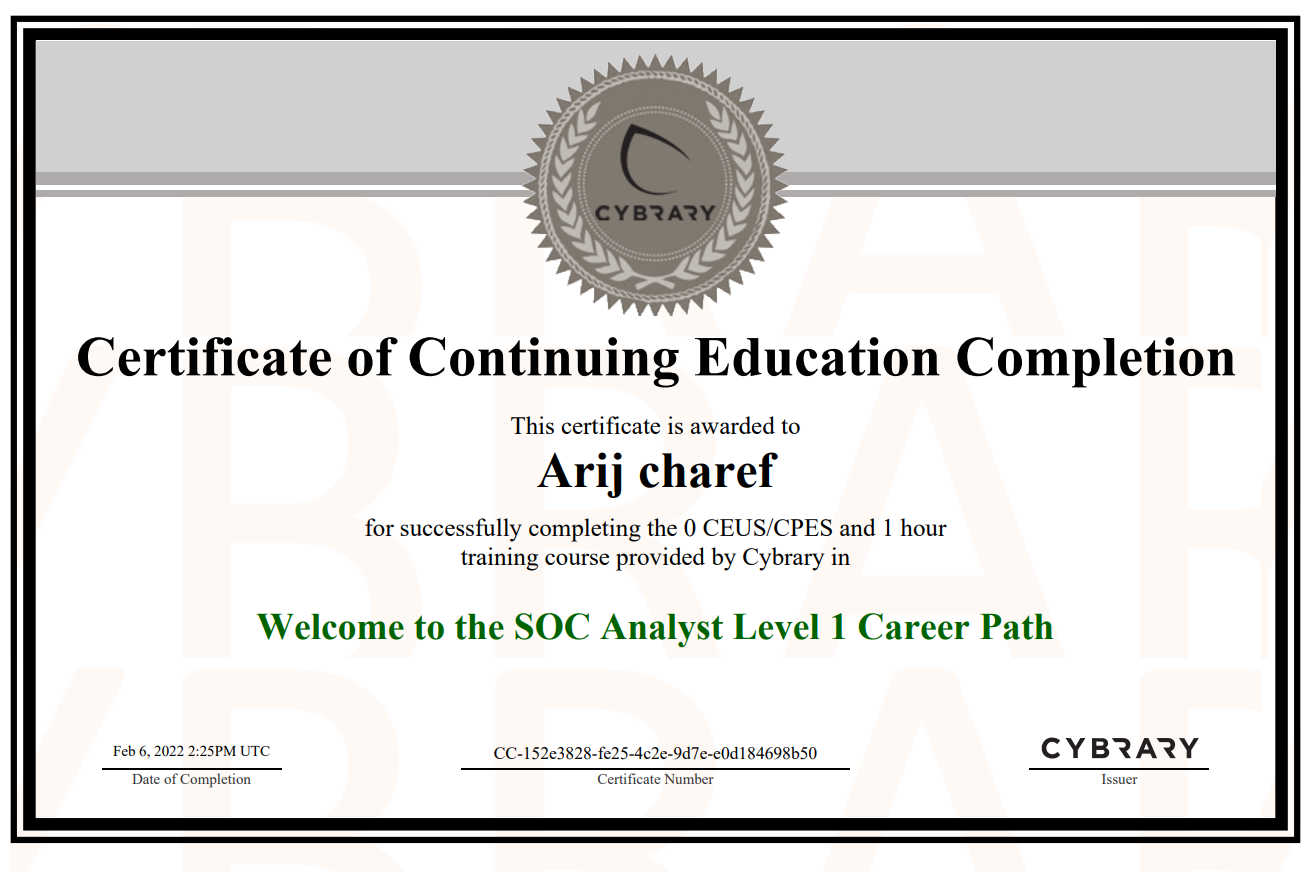 CYBRARY
Certificate of Continuing Education Completion
This certificate is awarded to
Arij charef
for successfully completing the 0 CEUS/CPES and 1 hour
training course provided by Cybrary in
Welcome to the SOC Analyst Level 1 Career Path
Feb 6, 2022 2:25PM UTC
Date of Completion
CC-152e3828-fe25-4c2e-9d7e-e0d184698b50
Certificate Number
CYBRARY
Issuer